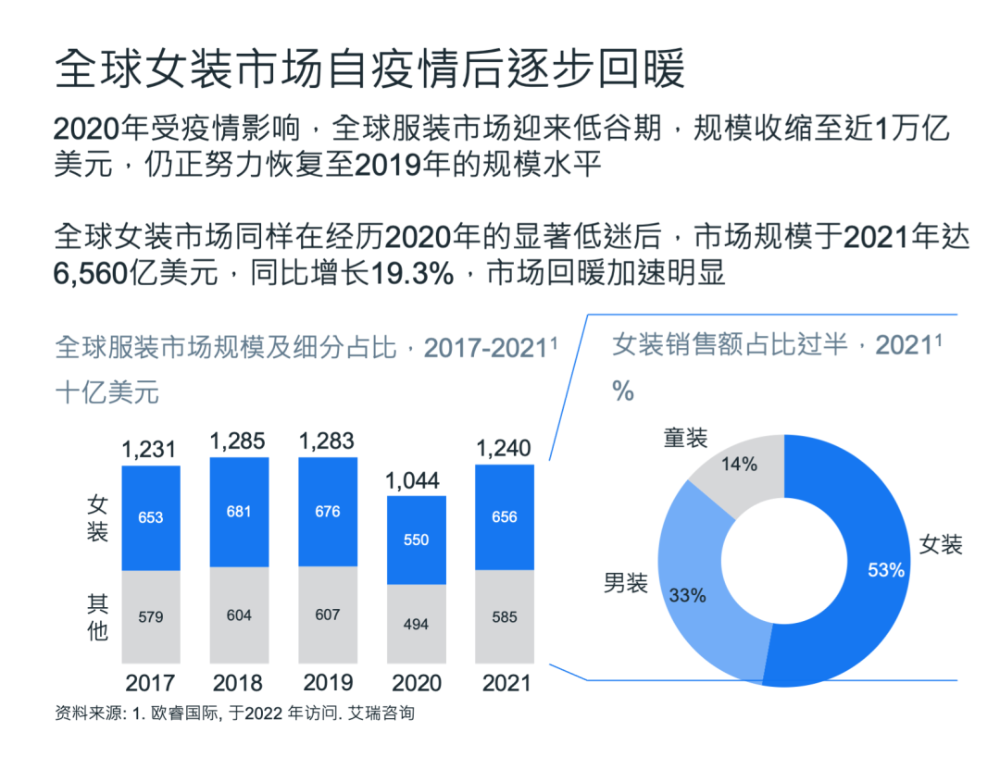 全球女装市场自疫情后逐步回暖
2020年受疫情影响，全球服装市场迎来低谷期，规模收缩至近1万亿
美元，仍正努力恢复至2019年的规模水平
全球女装市场同样在经历2020年的显著低迷后，市场规模于2021年达
6,560亿美元，同比增长19.3%，市场回暖加速明显
全球服装市场规模及细分占比，2017-2021¹
十亿美元
1,231
1,285
1,283
1,044
1,240
女装
653
681
676
550
656
其他
579
604
607
494
585
2017
2018
2019
2020
2021
女装销售额占比过半，2021¹
%
童装
14%
女装
53%
男装
33%
资料来源: 1. 欧睿国际, 于2022 年访问. 艾瑞咨询